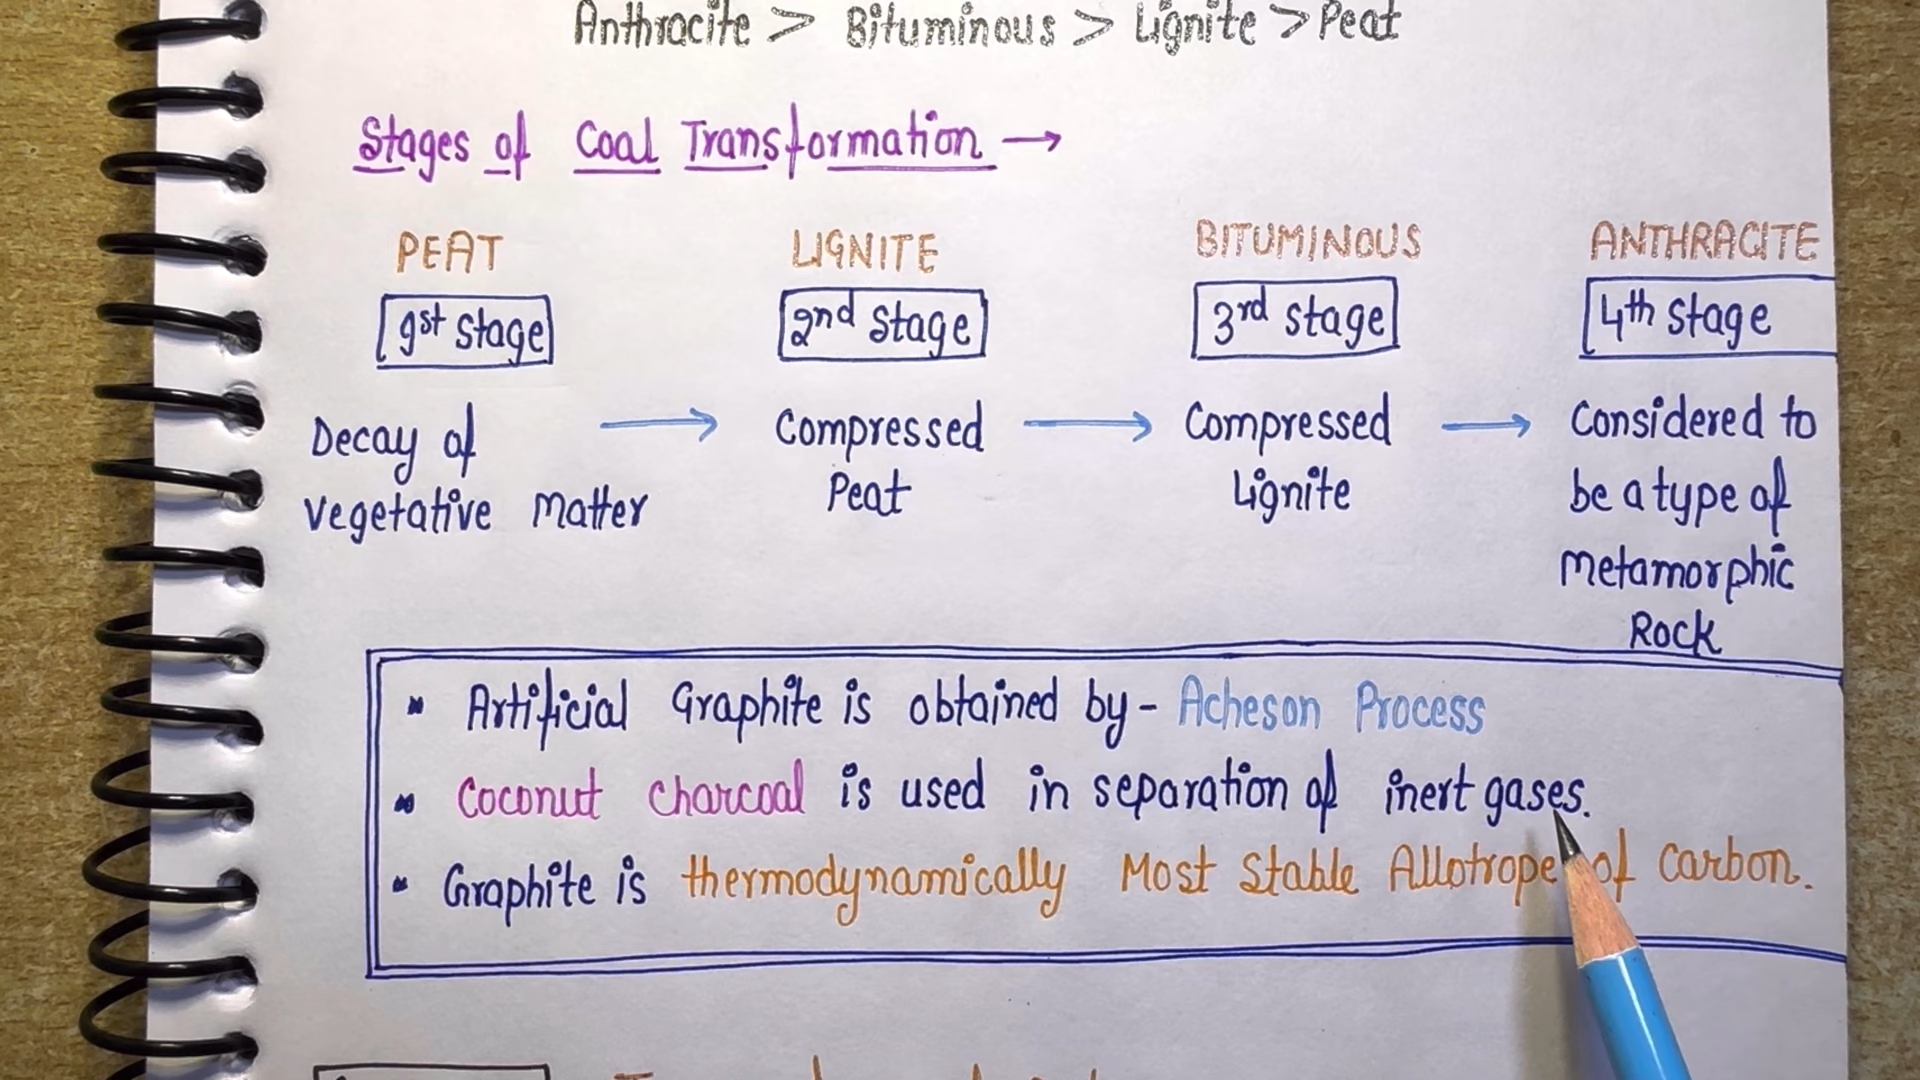 Anthracite > Bituminous > Lignite > Peat
Stages of Coal Transformation →
PEAT LIGNITE BITUMINOUS ANTHRACITE
1st Stage 2nd Stage 3rd Stage 4th Stage
Decay of → Compressed → Compressed → Considered to
Vegetative Matter Peat Lignite be a type of
Metamorphic
Rock
Artificial Graphite is obtained by - Acheson Process
Coconut Charcoal is used in separation of inert gases.
Graphite is thermodynamically Most Stable Allotrope of Carbon.